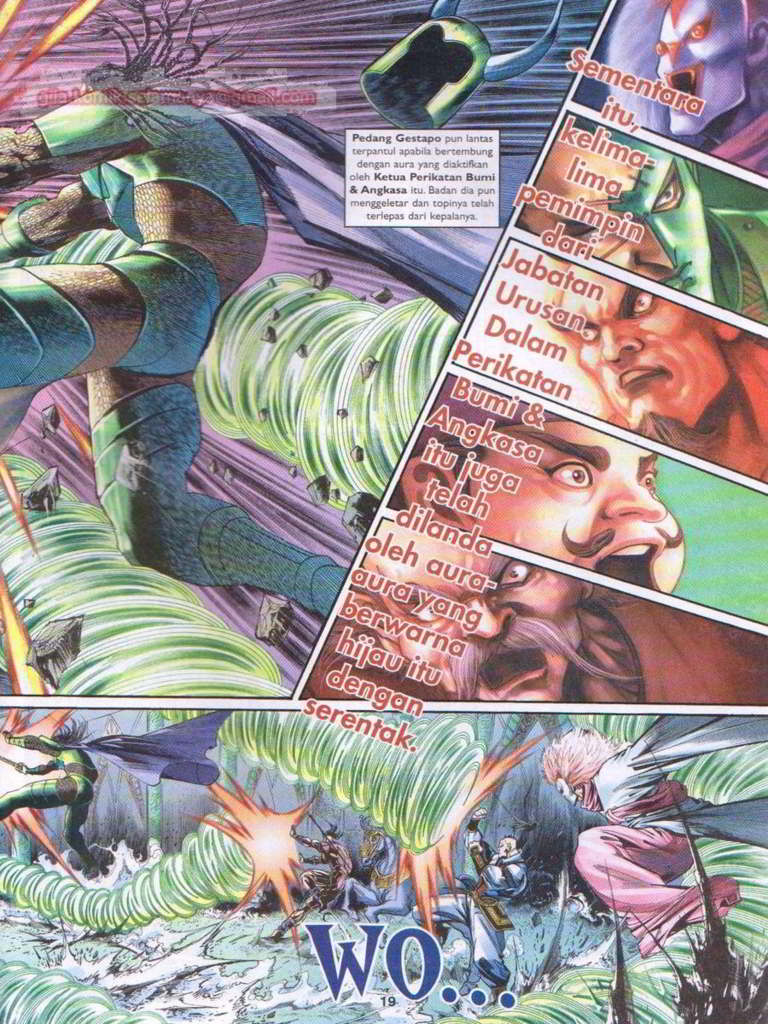 Pedang Gestapo pun lantas
terpantul apabila bertembung
dengan aura yang diaktifkan
oleh Ketua Perikatan Bumi
& Angkasa itu. Badan dia pun
menggeletar dan topinya telah
terlepas dari kepalanya.
Sementara
itu,
kelima-
lima
pemimpin
dari
Jabatan
Urusan
Dalam
Perikatan
Bumi &
Angkasa
itu juga
telah
dilanda
oleh aura-
aura yang
berwarna
hijau itu
dengan
serentak.
WO...
19